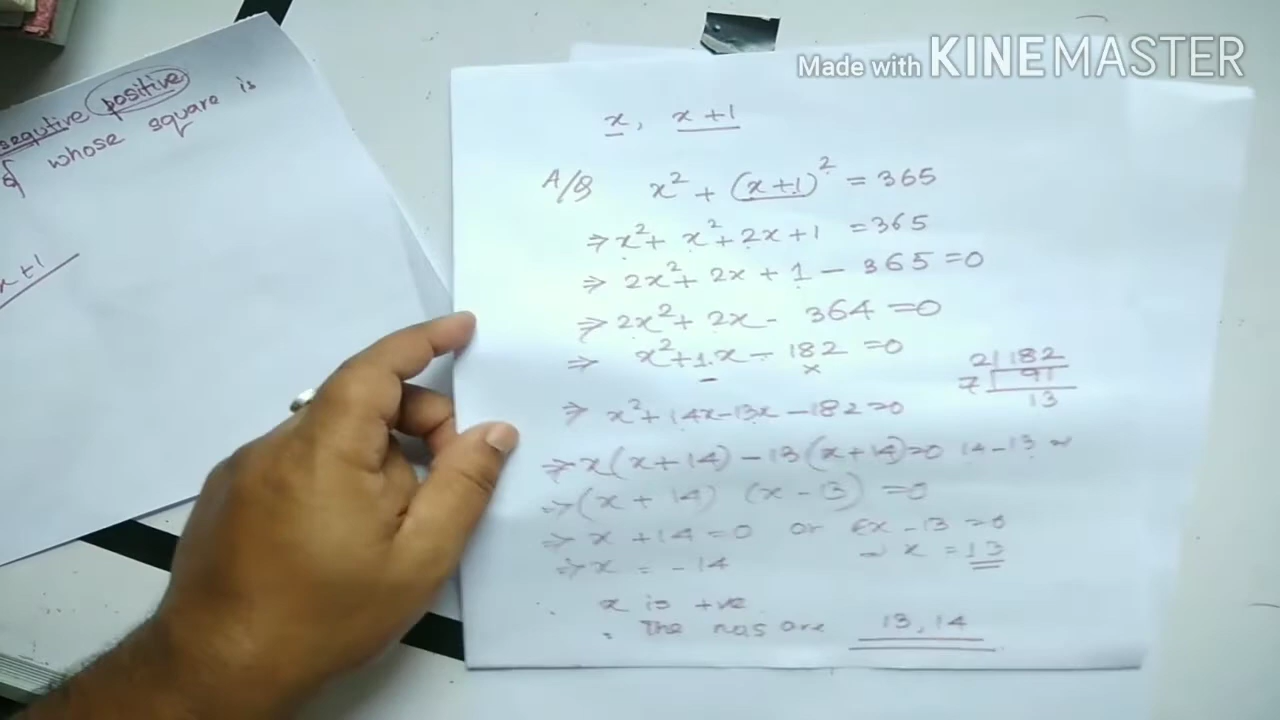 Made with KINEMASTER
positive
whose square is
x+1
x, x+1
A/Q x² + (x+1)² = 365
⇒ x² + x² + 2x + 1 = 365
⇒ 2x² + 2x + 1 - 365 = 0
⇒ 2x² + 2x - 364 = 0
⇒ x² + 1.x - 182 = 0
x
2 182
7 91
13
⇒ x² + 14x - 13x - 182 = 0
⇒ x(x+14) - 13(x+14) = 0 14-13
⇒ (x + 14) (x - 13) = 0
⇒ x + 14 = 0 or x - 13 = 0
⇒ x = -14 ⇒ x = 13
∴ x is +ve
∴ The nos are 13, 14